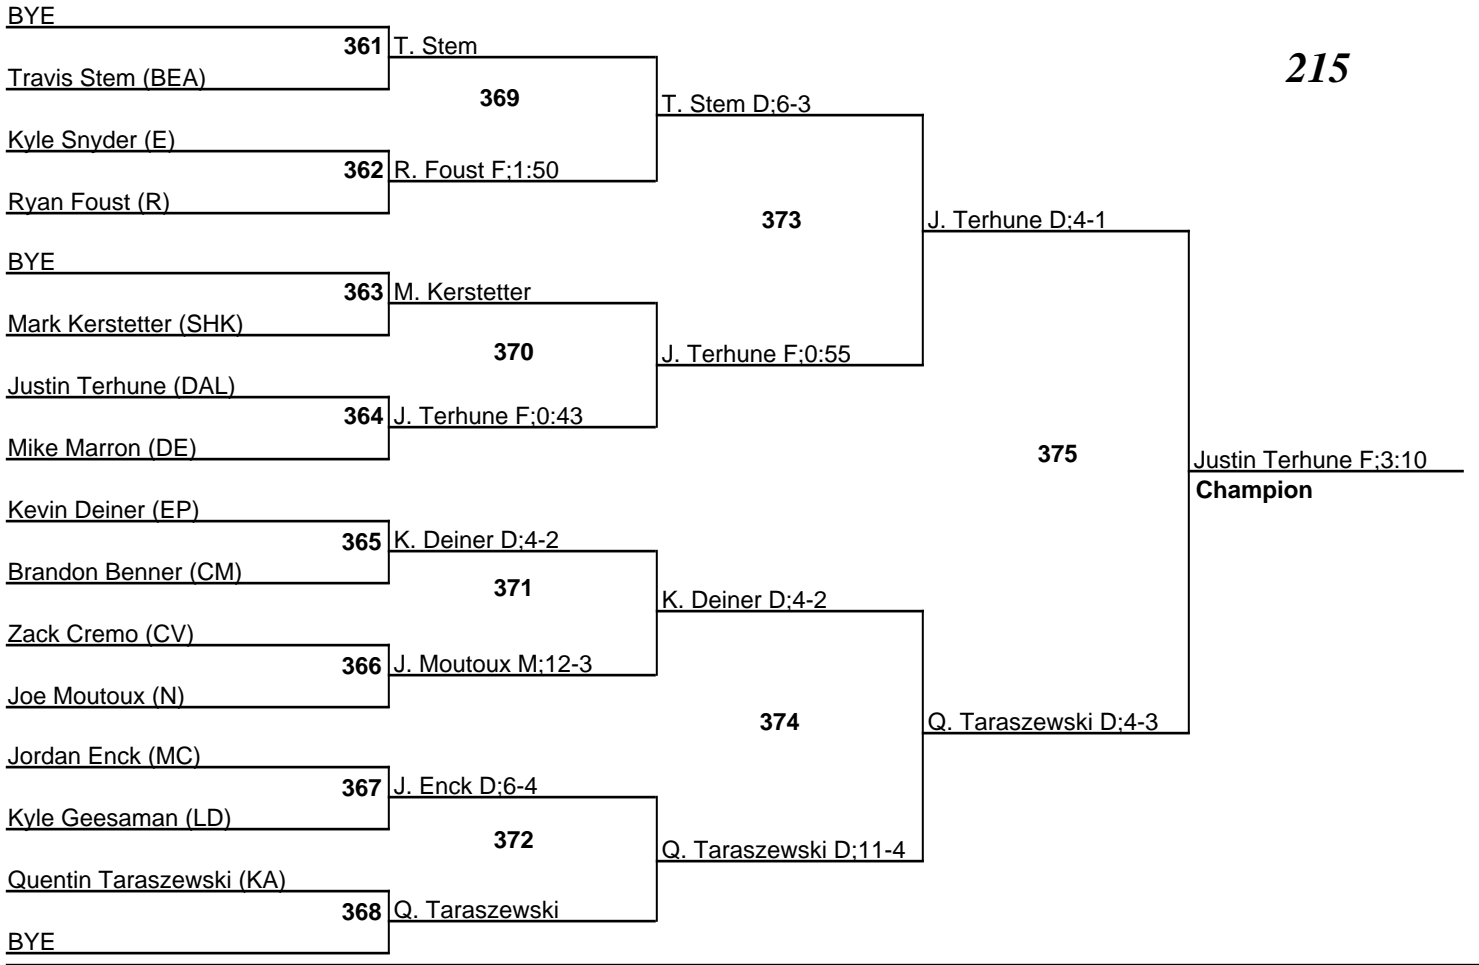 BYE
361 T. Stem
215
Travis Stem (BEA)
369
T. Stem D;6-3
Kyle Snyder (E)
362 R. Foust F;1:50
Ryan Foust (R)
373
J. Terhune D;4-1
BYE
363 M. Kerstetter
Mark Kerstetter (SHK)
370
J. Terhune F;0:55
Justin Terhune (DAL)
364 J. Terhune F;0:43
Mike Marron (DE)
375
Justin Terhune F;3:10
Champion
Kevin Deiner (EP)
365 K. Deiner D;4-2
Brandon Benner (CM)
371
K. Deiner D;4-2
Zack Cremo (CV)
366 J. Moutoux M;12-3
Joe Moutoux (N)
374
Q. Taraszewski D;4-3
Jordan Enck (MC)
367 J. Enck D;6-4
Kyle Geesaman (LD)
372
Q. Taraszewski D;11-4
Quentin Taraszewski (KA)
368 Q. Taraszewski
BYE